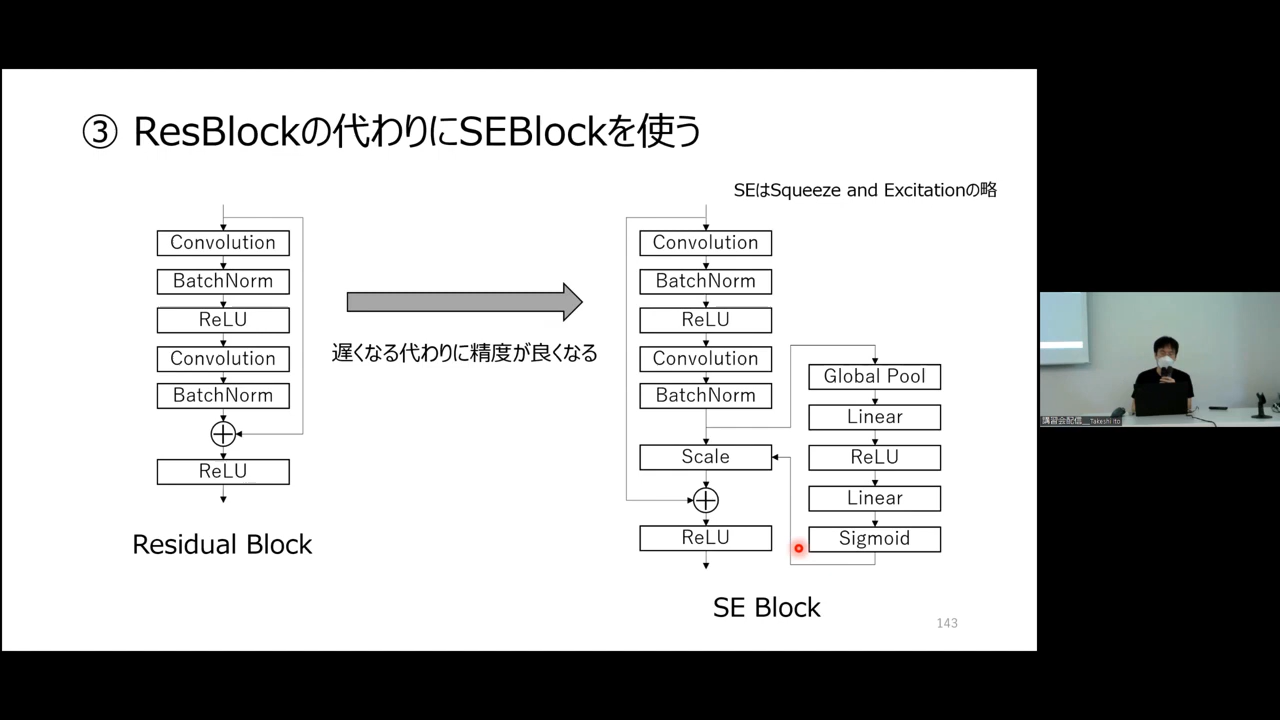 ③ ResBlockの代わりにSEBlockを使う
SEはSqueeze and Excitationの略
Convolution
BatchNorm
ReLU
Convolution
BatchNorm
ReLU
Residual Block
遅くなる代わりに精度が良くなる
Convolution
BatchNorm
ReLU
Convolution
BatchNorm
Scale
ReLU
Global Pool
Linear
ReLU
Linear
Sigmoid
SE Block
143
講習会配信__Takeshi Ito